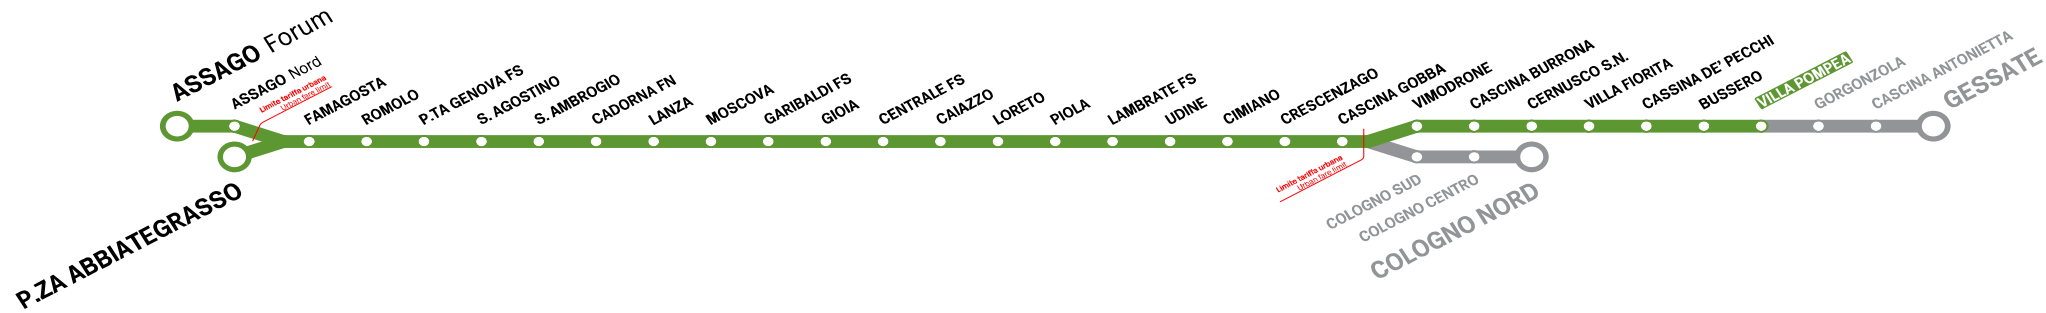 ASSAGO Forum
ASSAGO Nord
Limite tariffa urbana
Urban fare limit
P.ZA ABBIATEGRASSO
FAMAGOSTA
ROMOLO
P.TA GENOVA FS
S. AGOSTINO
S. AMBROGIO
CADORNA FN
LANZA
MOSCOVA
GARIBALDI FS
GIOIA
CENTRALE FS
CAIAZZO
LORETO
PIOLA
LAMBRATE FS
UDINE
CIMIANO
CRESCENZAGO
CASCINA GOBBA
Limite tariffa urbana
Urban fare limit
VIMODRONE
CASCINA BURRONA
CERNUSCO S.N.
VILLA FIORITA
CASSINA DE' PECCHI
BUSSERO
VILLA POMPEA
GORGONZOLA
CASCINA ANTONIETTA
GESSATE
COLOGNO SUD
COLOGNO CENTRO
COLOGNO NORD